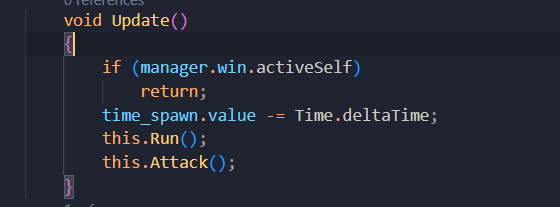 0 references
void Update()
{
if (manager.win.activeSelf)
return;
time_spawn.value -= Time.deltaTime;
this.Run();
this.Attack();
}